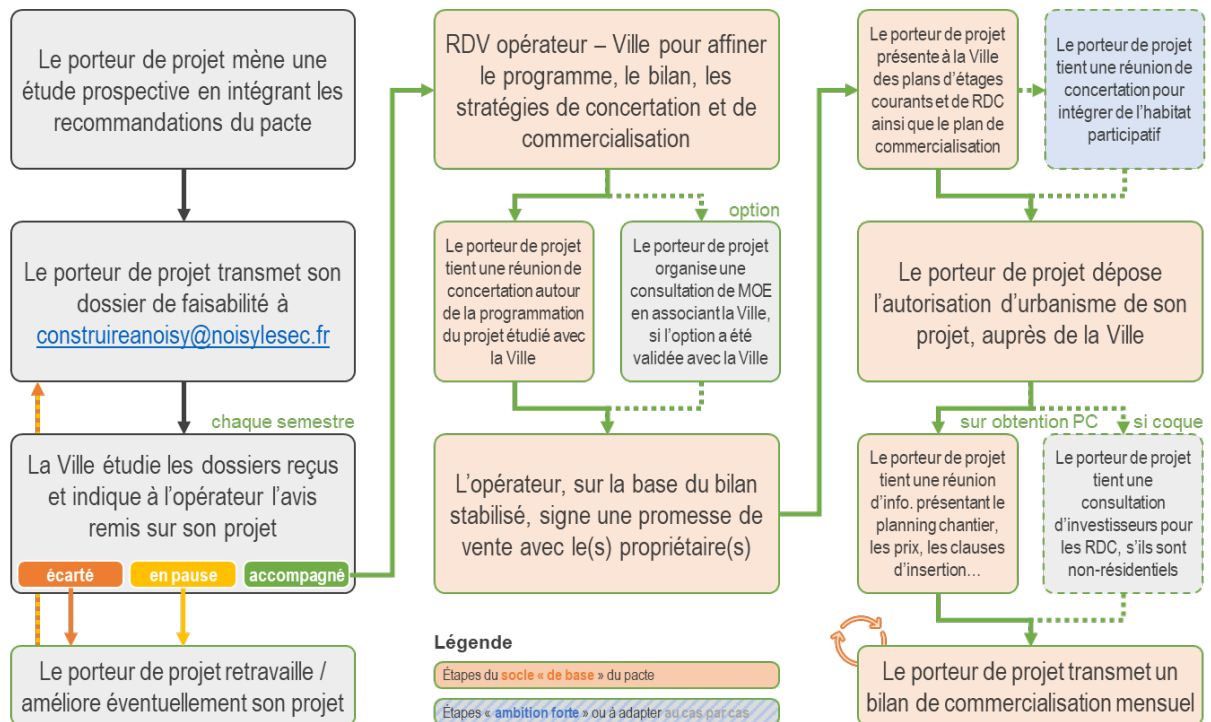 Le porteur de projet mène une
étude prospective en intégrant les
recommandations du pacte
Le porteur de projet transmet son
dossier de faisabilité à
construireanoisy@noisylesec.fr
chaque semestre
La Ville étudie les dossiers reçus
et indique à l'opérateur l'avis
remis sur son projet
écarté
en pause
accompagné
Le porteur de projet retravaille /
améliore éventuellement son projet
RDV opérateur – Ville pour affiner
le programme, le bilan, les
stratégies de concertation et de
commercialisation
option
Le porteur de projet
tient une réunion de
concertation autour
de la programmation
du projet étudié avec
la Ville
Le porteur de projet
organise une
consultation de MOE
en associant la Ville,
si l'option a été
validée avec la Ville
L'opérateur, sur la base du bilan
stabilisé, signe une promesse de
vente avec le(s) propriétaire(s)
Légende
Étapes du socle « de base » du pacte
Étapes « ambition forte » ou à adapter au cas par cas
Le porteur de projet
présente à la Ville
des plans d'étages
courants et de RDC
ainsi que le plan de
commercialisation
Le porteur de projet
tient une réunion de
concertation pour
intégrer de l'habitat
participatif
Le porteur de projet dépose
l'autorisation d'urbanisme de son
projet, auprès de la Ville
sur obtention PC
si coque
Le porteur de projet
tient une réunion
d'info. présentant le
planning chantier,
les prix, les clauses
d'insertion…
Le porteur de projet
tient une
consultation
d'investisseurs pour
les RDC, s'ils sont
non-résidentiels
Le porteur de projet transmet un
bilan de commercialisation mensuel